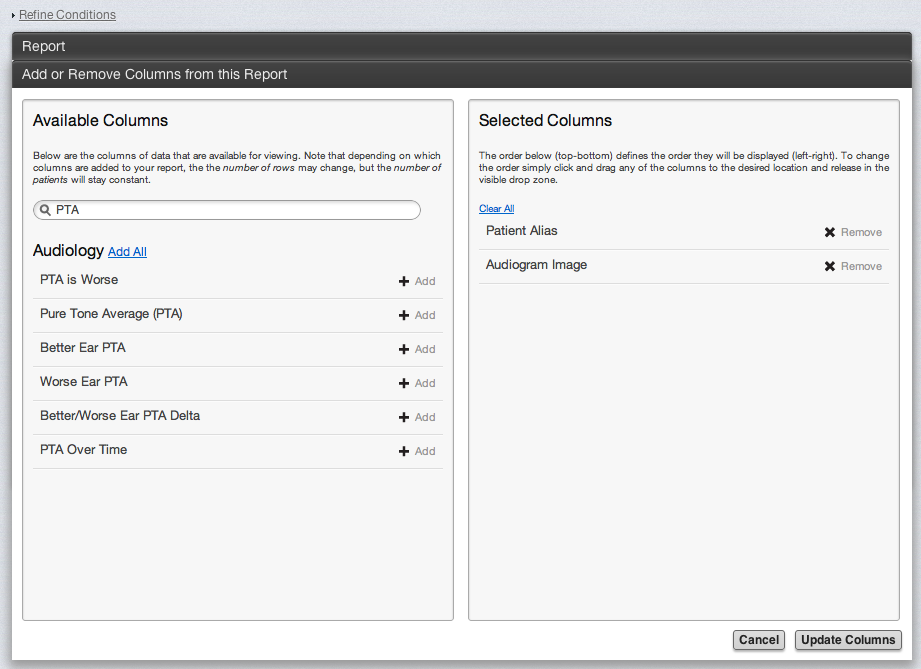 Refine Conditions
Report
Add or Remove Columns from this Report
Available Columns
Below are the columns of data that are available for viewing. Note that depending on which
columns are added to your report, the the number of rows may change, but the number of
patients will stay constant.
PTA
Audiology Add All
PTA is Worse Add
Pure Tone Average (PTA) Add
Better Ear PTA Add
Worse Ear PTA Add
Better/Worse Ear PTA Delta Add
PTA Over Time Add
Selected Columns
The order below (top-bottom) defines the order they will be displayed (left-right). To change
the order simply click and drag any of the columns to the desired location and release in the
visible drop zone.
Clear All
Patient Alias Remove
Audiogram Image Remove
Cancel Update Columns